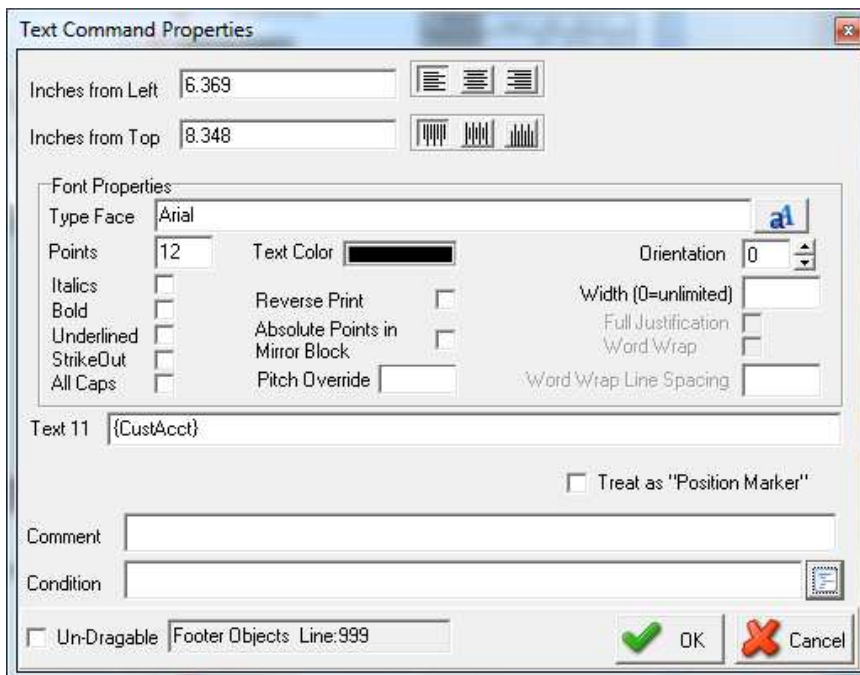 Text Command Properties
Inches from Left 6.369
Inches from Top 8.348
Font Properties
Type Face Arial
Points 12 Text Color Orientation 0
Italics
Bold
Underlined
StrikeOut
All Caps
Reverse Print
Absolute Points in
Mirror Block
Pitch Override
Width (0=unlimited)
Full Justification
Word Wrap
Word Wrap Line Spacing
Text 11 {CustAcct}
Treat as "Position Marker"
Comment
Condition
Un-Dragable Footer Objects Line:999 OK Cancel